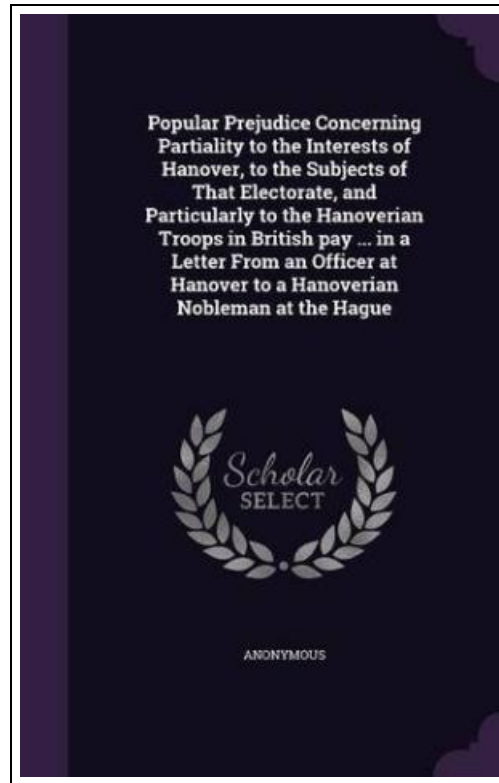 Popular Prejudice Concerning
Partiality to the Interests of
Hanover, to the Subjects of
That Electorate, and
Particularly to the Hanoverian
Troops in British pay ... in a
Letter From an Officer at
Hanover to a Hanoverian
Nobleman at the Hague
Scholar
SELECT
ANONYMOUS